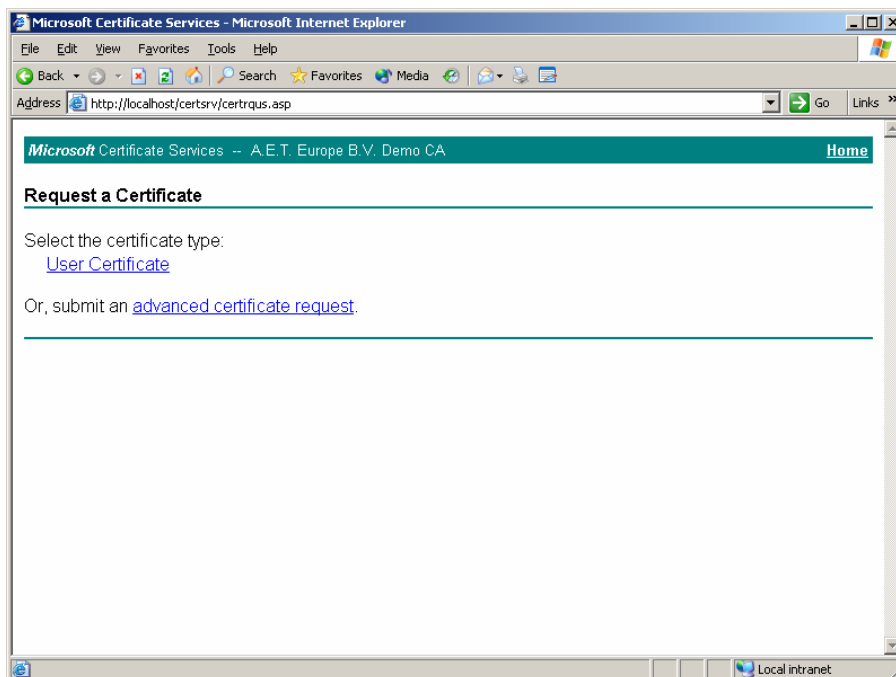 Microsoft Certificate Services - Microsoft Internet Explorer
File Edit View Favorites Tools Help
Back Search Favorites Media
Address http://localhost/certsrv/certrqus.asp Go Links »
Microsoft Certificate Services -- A.E.T. Europe B.V. Demo CA Home
Request a Certificate
Select the certificate type:
User Certificate
Or, submit an advanced certificate request.
Local intranet